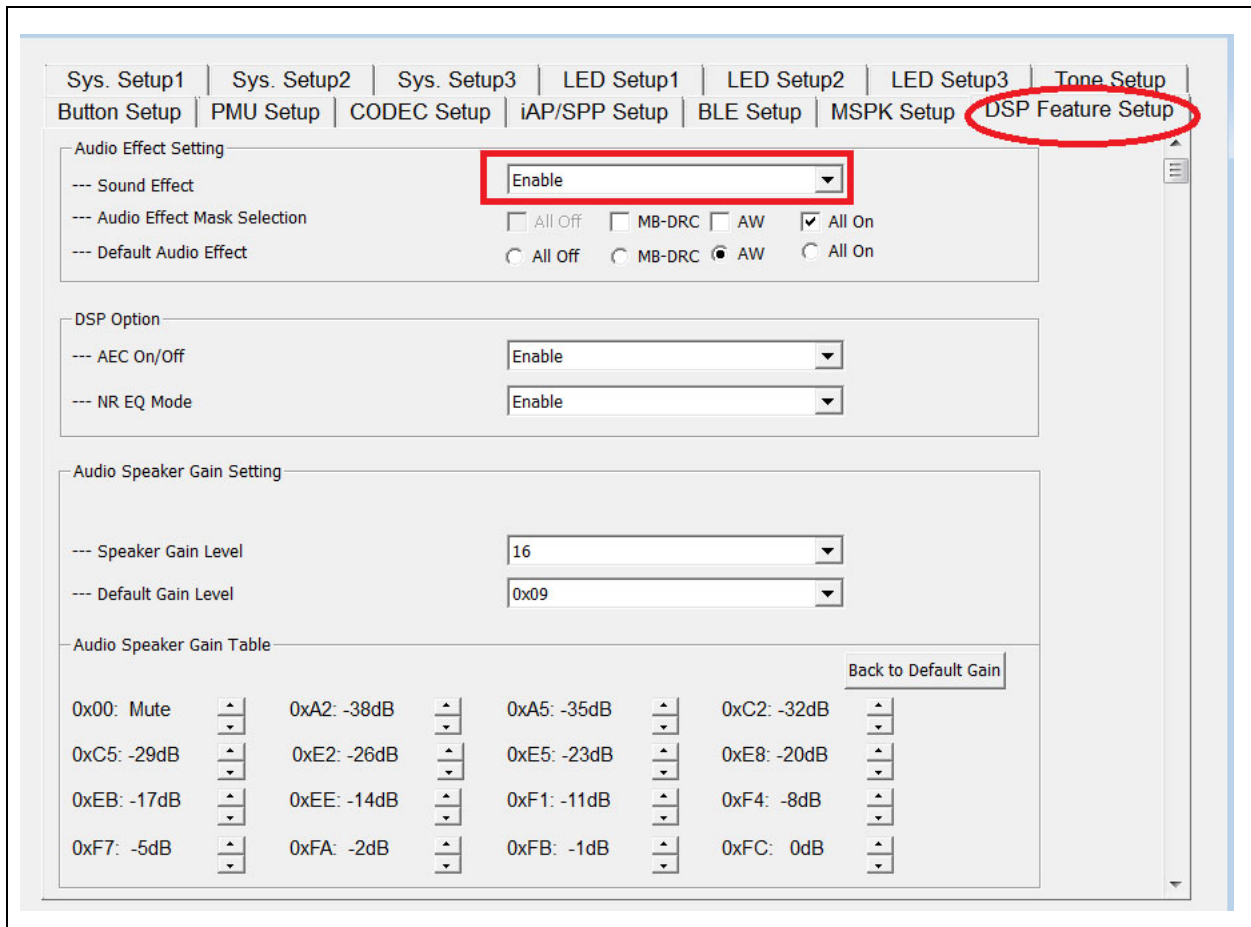 Sys. Setup1 Sys. Setup2 Sys. Setup3 LED Setup1 LED Setup2 LED Setup3 Tone Setup
Button Setup PMU Setup CODEC Setup iAP/SPP Setup BLE Setup MSPK Setup DSP Feature Setup
Audio Effect Setting
--- Sound Effect Enable
--- Audio Effect Mask Selection All Off MB-DRC AW All On
--- Default Audio Effect All Off MB-DRC AW All On
DSP Option
--- AEC On/Off Enable
--- NR EQ Mode Enable
Audio Speaker Gain Setting
--- Speaker Gain Level 16
--- Default Gain Level 0x09
Audio Speaker Gain Table
Back to Default Gain
0x00: Mute 0xA2: -38dB 0xA5: -35dB 0xC2: -32dB
0xC5: -29dB 0xE2: -26dB 0xE5: -23dB 0xE8: -20dB
0xEB: -17dB 0xEE: -14dB 0xF1: -11dB 0xF4: -8dB
0xF7: -5dB 0xFA: -2dB 0xFB: -1dB 0xFC: 0dB